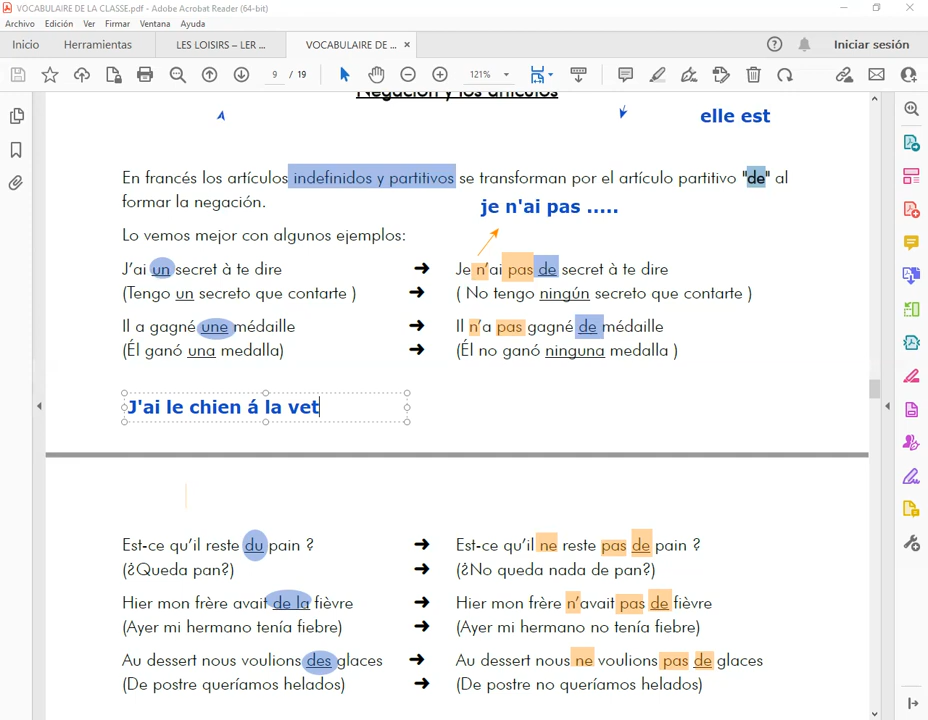 VOCABULAIRE DE LA CLASSE.pdf - Adobe Acrobat Reader (64-bit)
Archivo Edición Ver Firmar Ventana Ayuda
Inicio Herramientas LES LOISIRS – LER ... VOCABULAIRE DE ... × Iniciar sesión
9 / 19 121%
Negación y los artículos
elle est
En francés los artículos indefinidos y partitivos se transforman por el artículo partitivo "de" al
formar la negación.
je n'ai pas .....
Lo vemos mejor con algunos ejemplos:
J’ai un secret à te dire ➔ Je n’ai pas de secret à te dire
(Tengo un secreto que contarte ) ➔ ( No tengo ningún secreto que contarte )
Il a gagné une médaille ➔ Il n’a pas gagné de médaille
(Él ganó una medalla) ➔ (Él no ganó ninguna medalla )
J'ai le chien á la vet
Est-ce qu’il reste du pain ? ➔ Est-ce qu’il ne reste pas de pain ?
(¿Queda pan?) ➔ (¿No queda nada de pan?)
Hier mon frère avait de la fièvre ➔ Hier mon frère n’avait pas de fièvre
(Ayer mi hermano tenía fiebre) ➔ (Ayer mi hermano no tenía fiebre)
Au dessert nous voulions des glaces ➔ Au dessert nous ne voulions pas de glaces
(De postre queríamos helados) ➔ (De postre no queríamos helados)